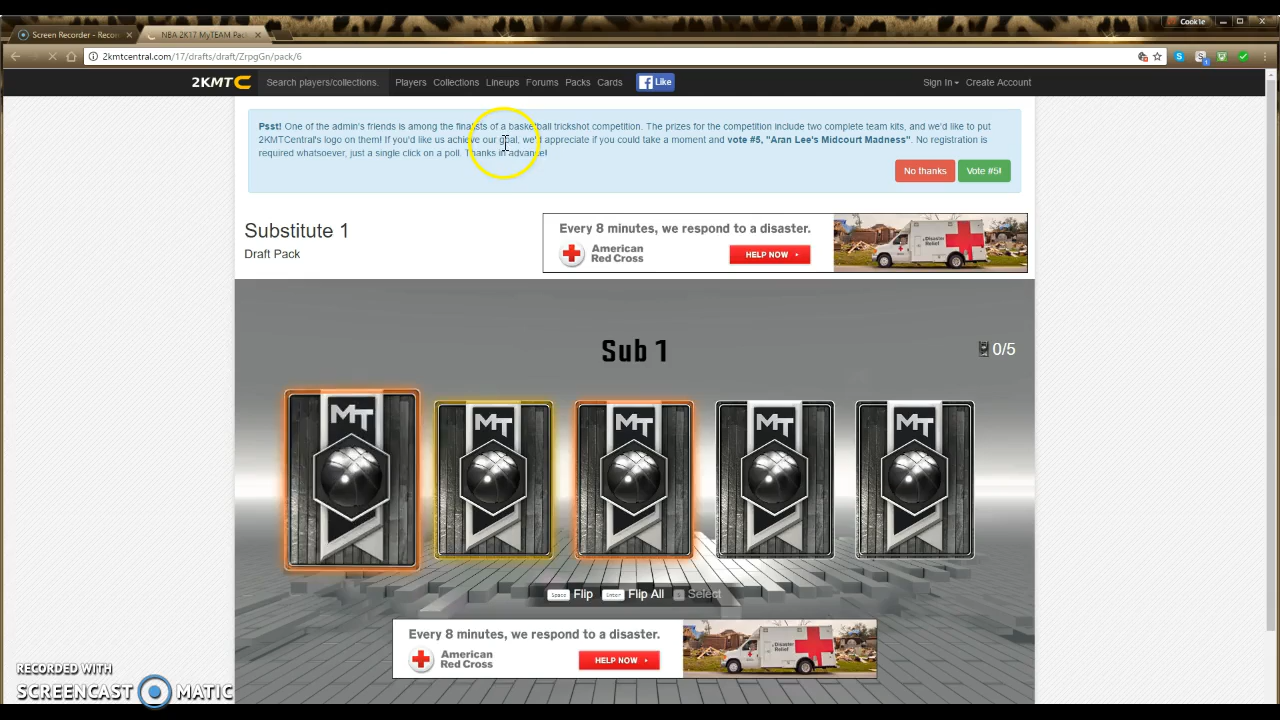 Screen Recorder - Recor
NBA 2K17 MyTEAM Pac
Cookie
2kmtcentral.com/17/drafts/draft/ZrpgGn/pack/6
2KMTC
Search players/collections.
Players
Collections
Lineups
Forums
Packs
Cards
Like
Sign In
Create Account
Psst! One of the admin's friends is among the finalists of a basketball trickshot competition. The prizes for the competition include two complete team kits, and we'd like to put
2KMTCentral's logo on them! If you'd like us achieve our goal, we'd appreciate if you could take a moment and vote #5, "Aran Lee's Midcourt Madness". No registration is
required whatsoever, just a single click on a poll. Thanks in advance!
No thanks
Vote #5!
Substitute 1
Draft Pack
Every 8 minutes, we respond to a disaster.
American
Red Cross
HELP NOW
Disaster
Relief
Sub 1
0/5
MT
MT
MT
MT
MT
Space Flip
Enter Flip All
Select
Every 8 minutes, we respond to a disaster.
American
Red Cross
HELP NOW
RECORDED WITH
SCREENCAST MATIC